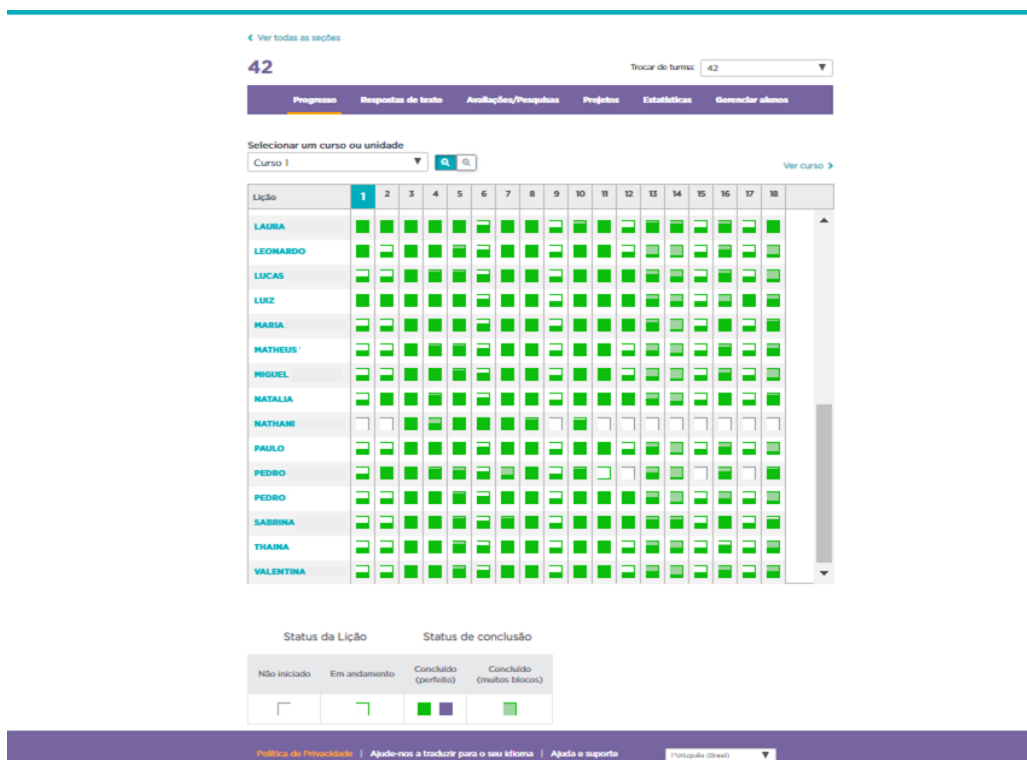 Ver todas as seções
42
Trocar de turma: 42
Progresso Respostas de texto Avaliações/Pesquisas Projetos Estatísticas Gerenciar alunos
Selecionar um curso ou unidade
Curso 1
Ver curso
Lição 1 2 3 4 5 6 7 8 9 10 11 12 13 14 15 16 17 18
LAURA
LEONARDO
LUCAS
LUIZ
MARIA
MATHEUS
MIGUEL
NATALIA
NATHANI
PAULO
PEDRO
PEDRO
SABRINA
THAINA
VALENTINA
Status da Lição Status de conclusão
Não iniciado Em andamento Concluído (perfeito) Concluído (muitos blocos)
Política de Privacidade | Ajude-nos a traduzir para o seu idioma | Ajuda e suporte Português (Brasil)